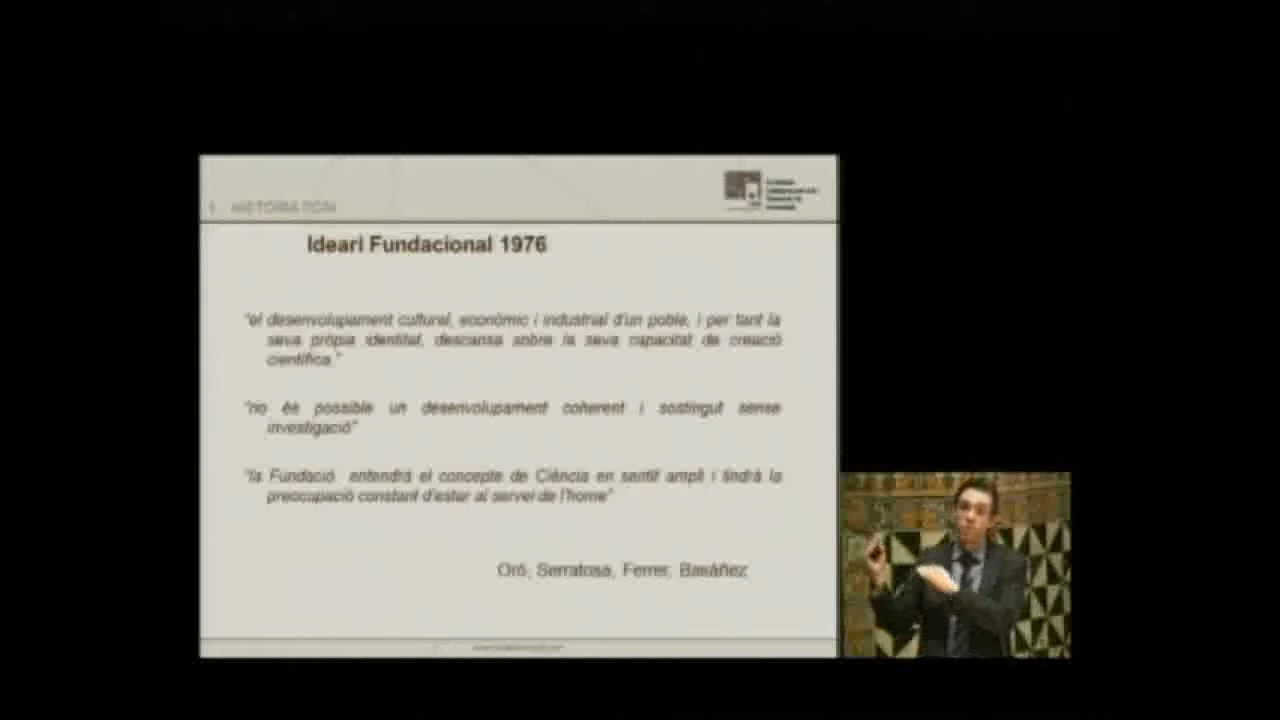 Ideari Fundacional 1976
"el desenvolupament cultural, econòmic i industrial d'un poble, i per tant la
seva pròpia identitat, descansa sobre la seva capacitat de creació
científica."
"no és possible un desenvolupament coherent i sostingut sense
investigació"
"la Fundació entendrà el concepte de Ciència en sentit ampli i tindrà la
preocupació constant d'estar al servei de l'home"
Oró, Serratosa, Ferrer, Basáñez